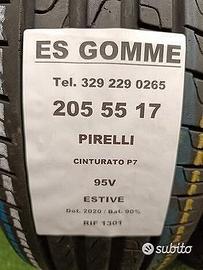 ES GOMME
Tel. 329 229 0265
205 55 17
PIRELLI
CINTURATO P7
95V
ESTIVE
Dot. 2020 / Bat. 90%
RIF 1301
subito